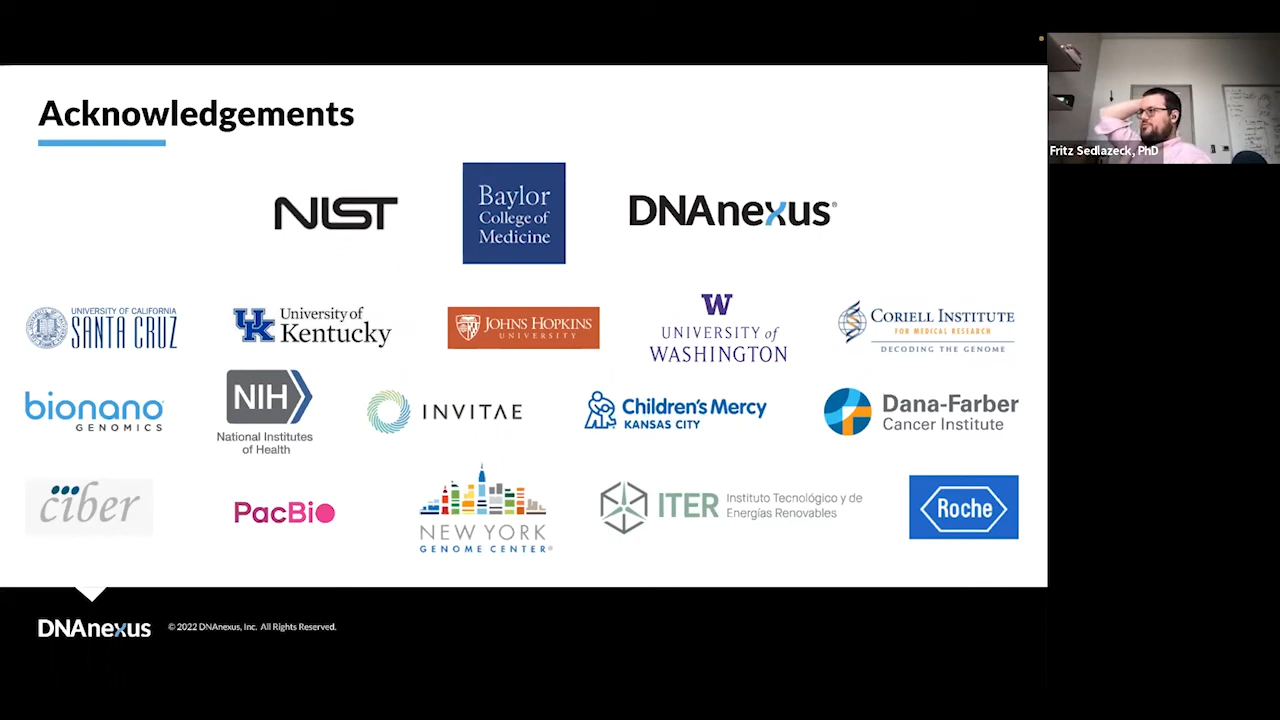 Acknowledgements
Fritz Sedlazeck, PhD
NIST
Baylor
College of
Medicine
DNAnexus®
UNIVERSITY OF CALIFORNIA
SANTA CRUZ
UK
University of
Kentucky
JOHNS HOPKINS
UNIVERSITY
W
UNIVERSITY of
WASHINGTON
CORIELL INSTITUTE
FOR MEDICAL RESEARCH
DECODING THE GENOME
bionano
GENOMICS
NIH
National Institutes
of Health
INVITAE
Children's Mercy
KANSAS CITY
Dana-Farber
Cancer Institute
ciber
PacBio
NEW YORK
GENOME CENTER®
ITER
Instituto Tecnológico y de
Energías Renovables
Roche
DNAnexus
© 2022 DNAnexus, Inc. All Rights Reserved.